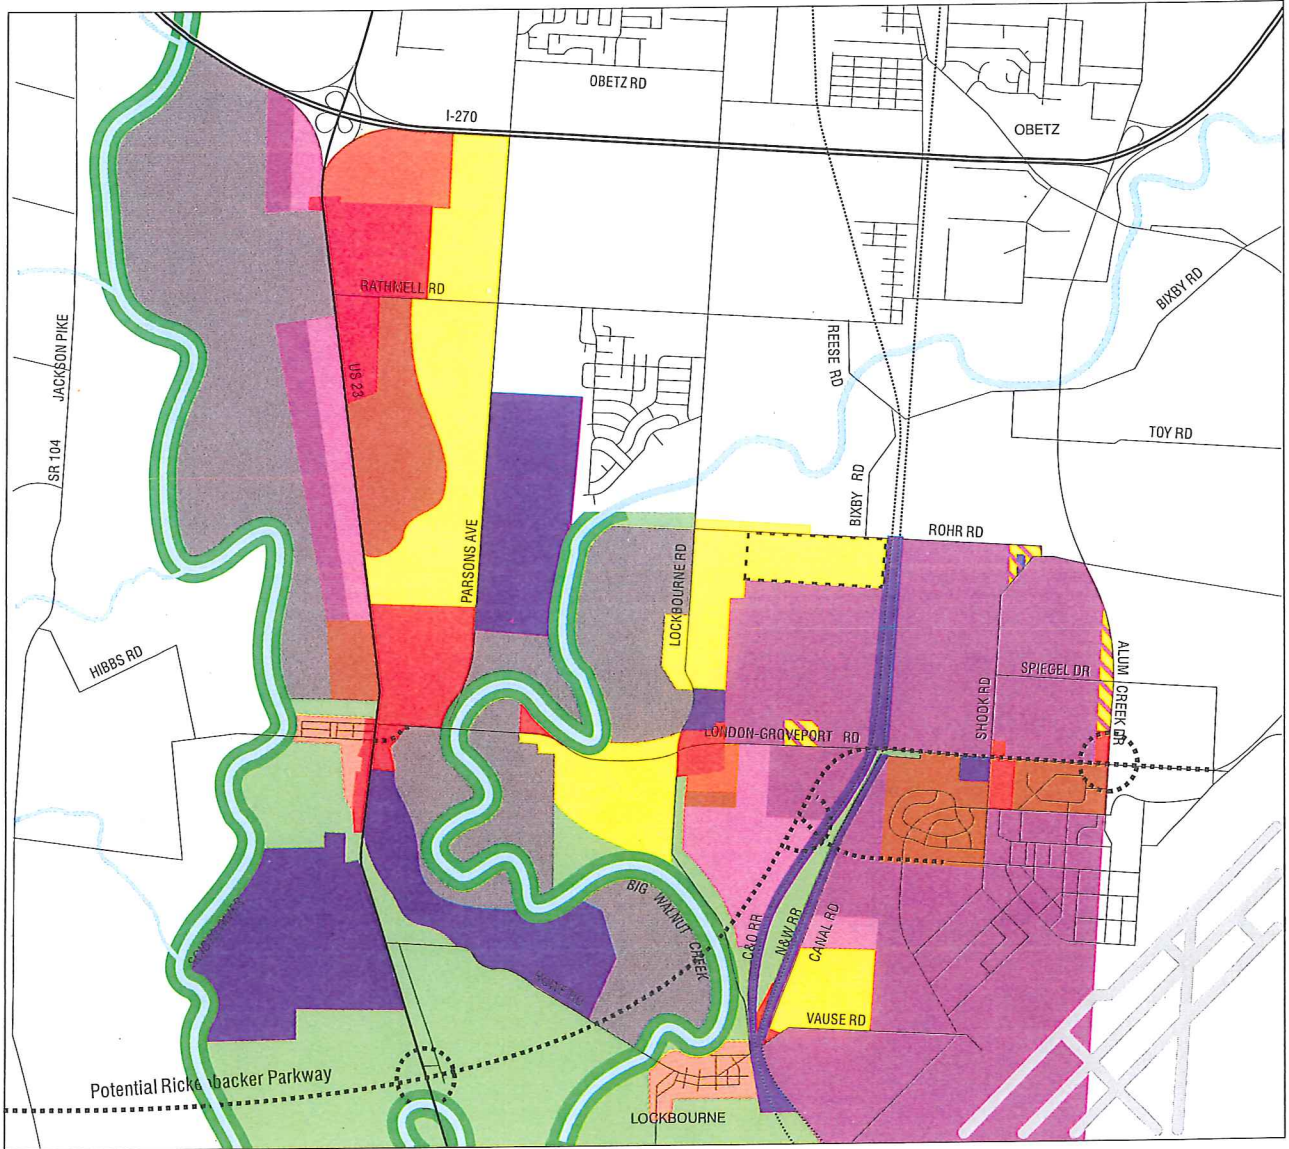 OBETZ RD
I-270
OBETZ
RATHMELL RD
BIXBY RD
JACKSON PIKE
REESE RD
US 23
TOY RD
SR 104
BIXBY RD
ROHR RD
PARSONS AVE
LOCKBOURNE RD
HIBBS RD
SPIEGEL DR
ALUM CREEK DR
SHOOK RD
LONDON-GROVEPORT RD
BIG WALNUT CREEK
C&O RR
N&W RR
CANAL RD
VAUSE RD
Potential Rickenbacker Parkway
LOCKBOURNE